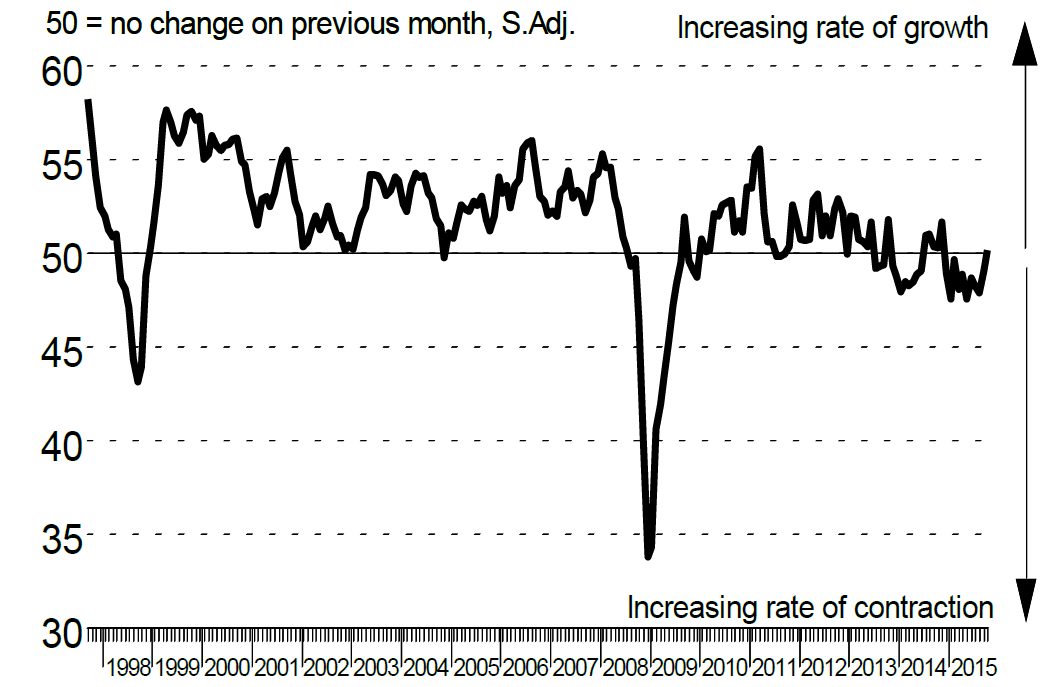 50 = no change on previous month, S.Adj.
Increasing rate of growth
60
55
50
45
40
35
Increasing rate of contraction
30
1998 1999 2000 2001 2002 2003 2004 2005 2006 2007 2008 2009 2010 2011 2012 2013 2014 2015